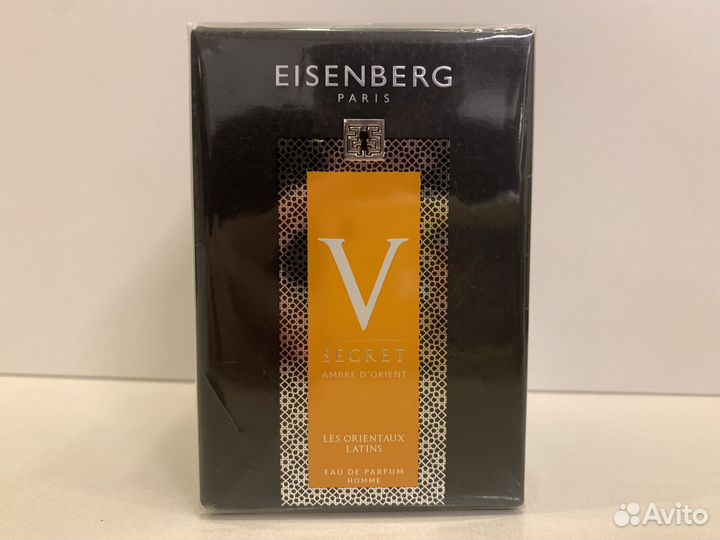 EISENBERG
PARIS
V
SECRET
AMBRE D'ORIENT
LES ORIENTAUX
LATINS
EAU DE PARFUM
HOMME
Avito